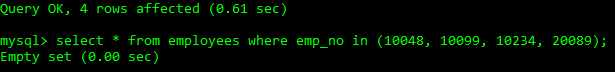 Query OK, 4 rows affected (0.61 sec)
mysql> select * from employees where emp_no in (10048, 10099, 10234, 20089);
Empty set (0.00 sec)